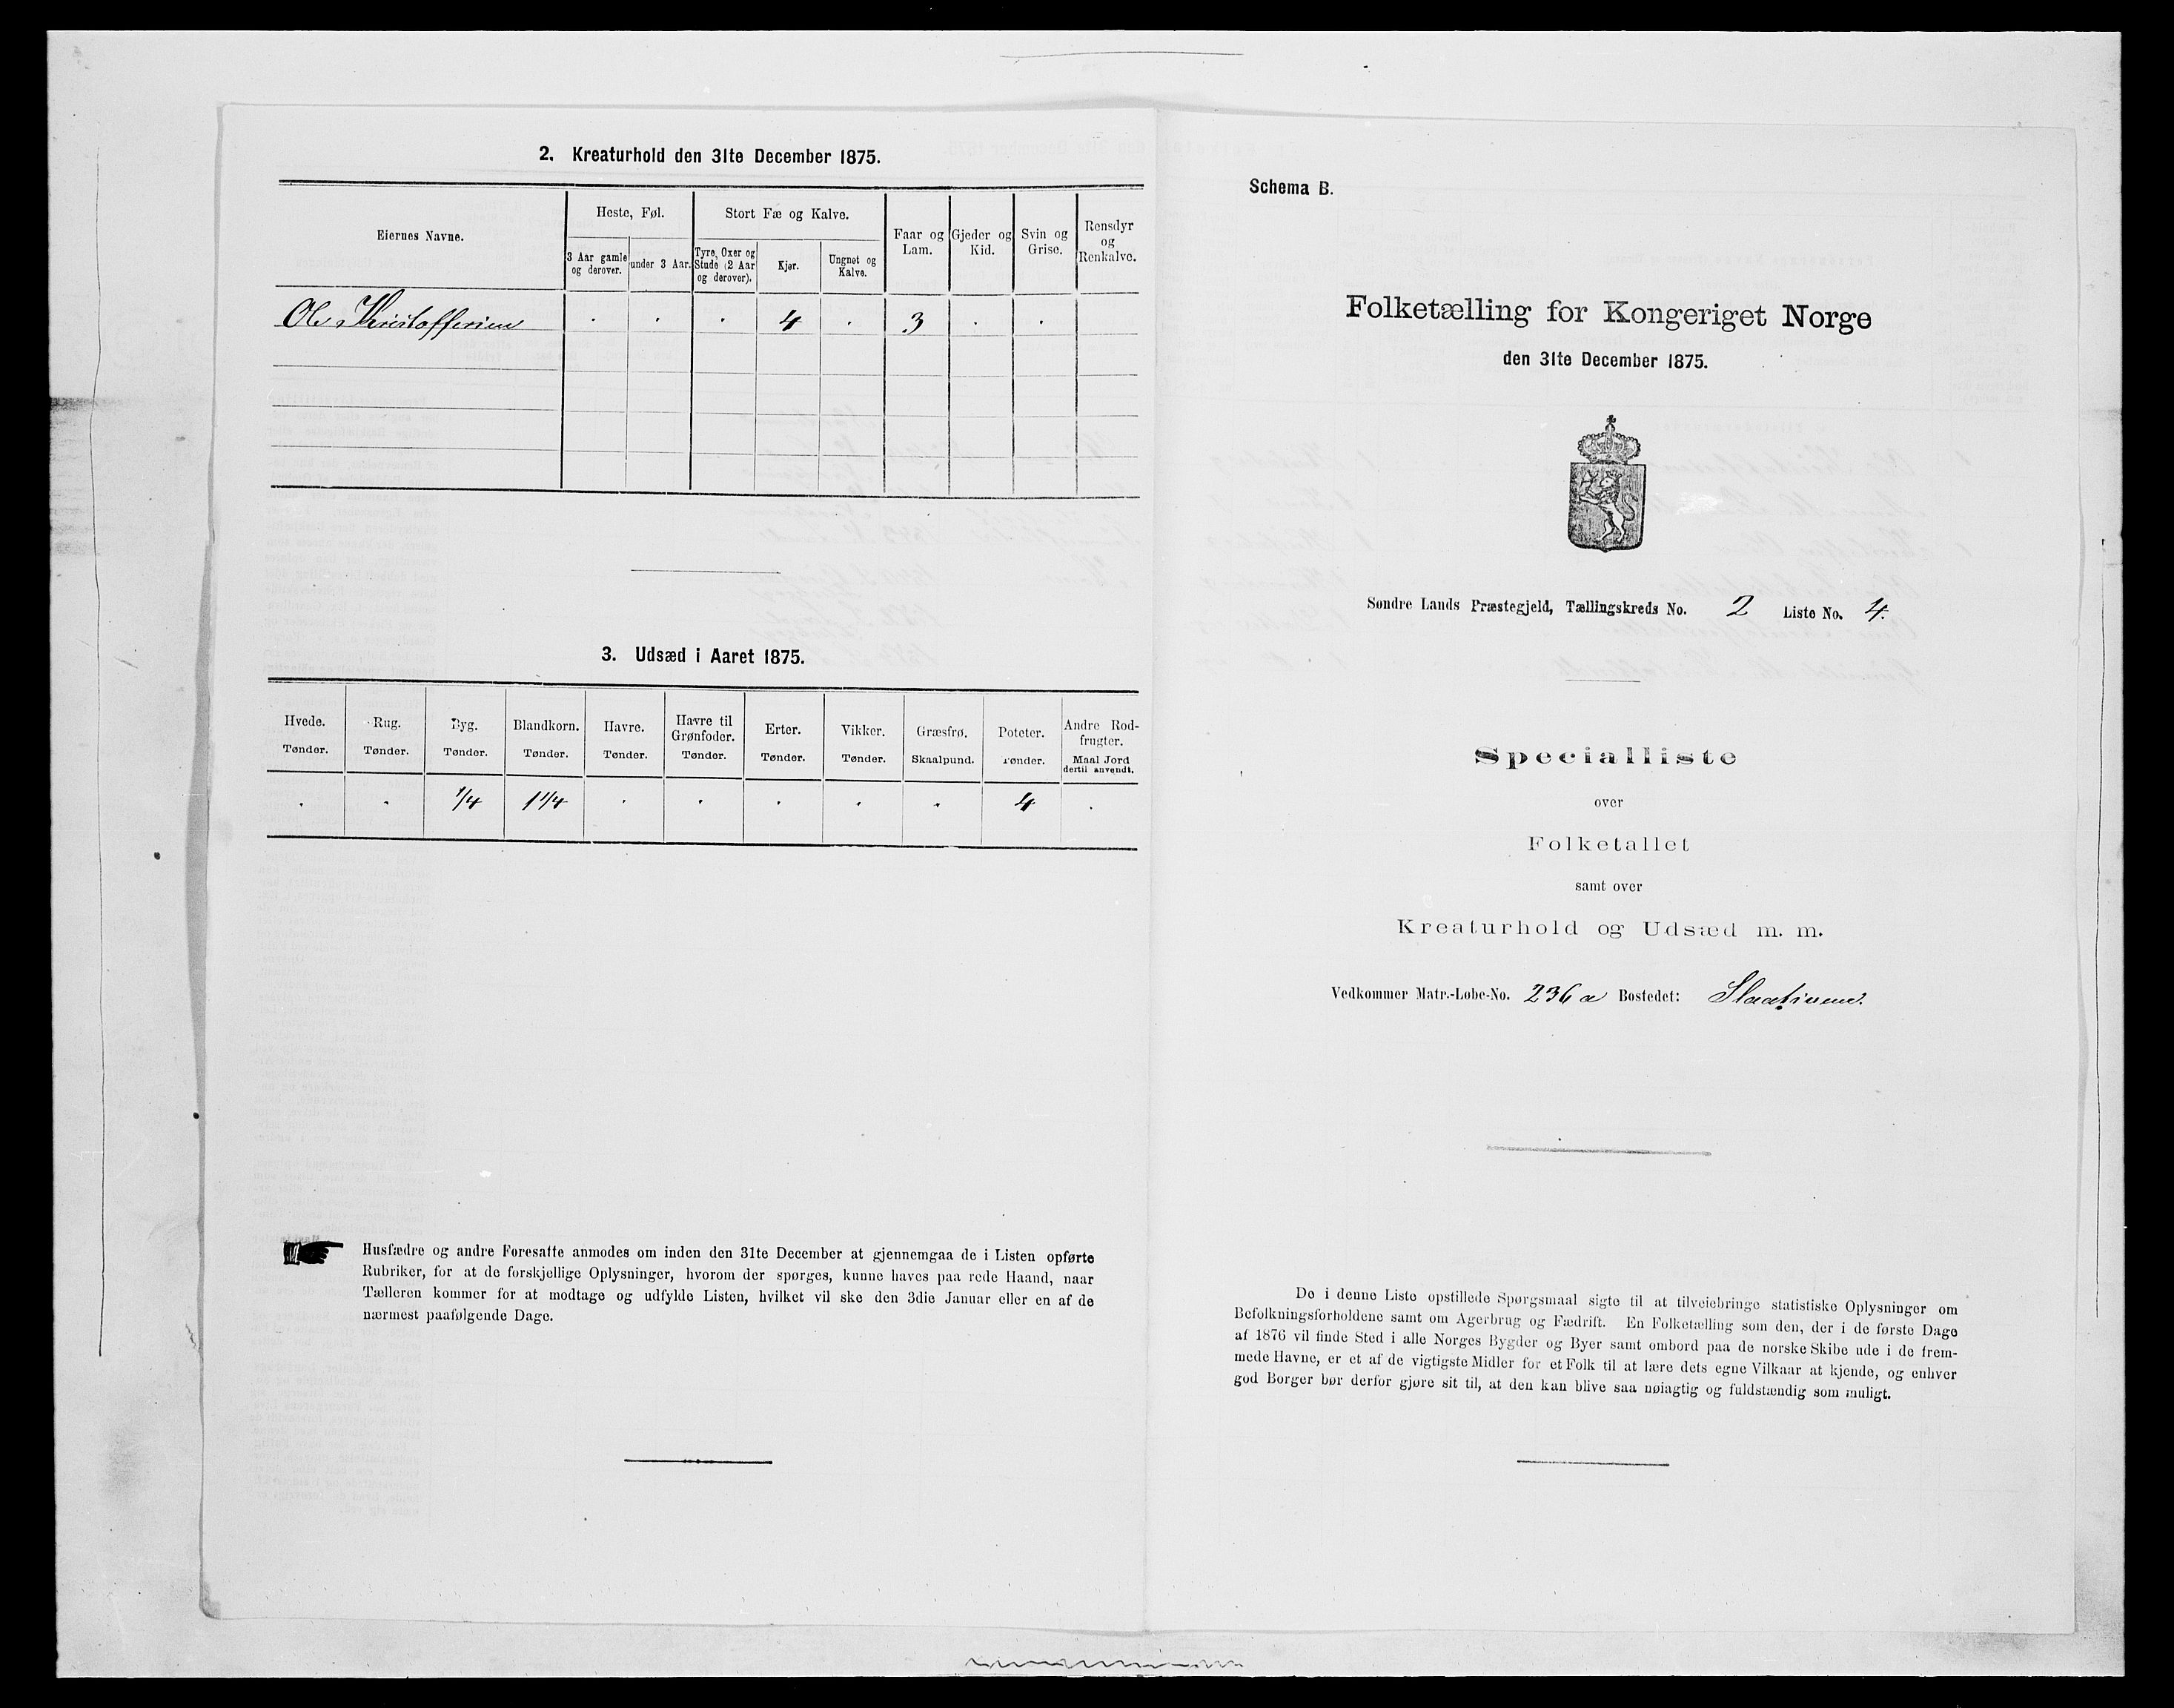 2. Kreaturhold den 31te December 1875.
Eiernes Navne.
Heste, Føl.
Stort Fæ og Kalve.
3 Aar gamle og derover.
under 3 Aar.
Tyre, Oxer og Stude (2 Aar og derover).
Kjør.
Ungnøt og Kalve.
Faar og Lam.
Gjeder og Kid.
Svin og Grise.
Rensdyr og Renkalve.
Ole Kristoffersen . . . 4 . 3 . .
3. Udsæd i Aaret 1875.
Hvede. Rug. Byg. Blandkorn. Havre. Havre til Grønfoder. Erter. Vikker. Græsfrø. Poteter. Andre Rodfrugter.
Tønder. Tønder. Tønder. Tønder. Tønder. Tønder. Tønder. Tønder. Skaalpund. Tønder. Maal Jord dertil anvendt.
. . 1/4 1 1/4 . . . . . 4 .
Husfædre og andre Foresatte anmodes om inden den 31te December at gjennemgaa de i Listen opførte
Rubriker, for at de forskjellige Oplysninger, hvorom der spørges, kunne haves paa rede Haand, naar
Tælleren kommer for at modtage og udfylde Listen, hvilket vil ske den 3die Januar eller en af de
nærmest paafølgende Dage.
Schema B.
Folketælling for Kongeriget Norge
den 31te December 1875.
Søndre Lands Præstegjeld, Tællingskreds No. 2 Liste No. 4.
Specialliste
over
Folketallet
samt over
Kreaturhold og Udsæd m. m.
Vedkommer Matr.-Løbe-No. 236 a Bostedet:
De i denne Liste opstillede Spørgsmaal sigte til at tilveiebringe statistiske Oplysninger om
Befolkningsforholdene samt om Agerbrug og Fædrift. En Folketælling som den, der i de første Dage
af 1876 vil finde Sted i alle Norges Bygder og Byer samt ombord paa de norske Skibe ude i de frem-
mede Havne, er et af de vigtigste Midler for et Folk til at lære dets egne Vilkaar at kjende, og enhver
god Borger bør derfor gjøre sit til, at den kan blive saa nøiagtig og fuldstændig som muligt.